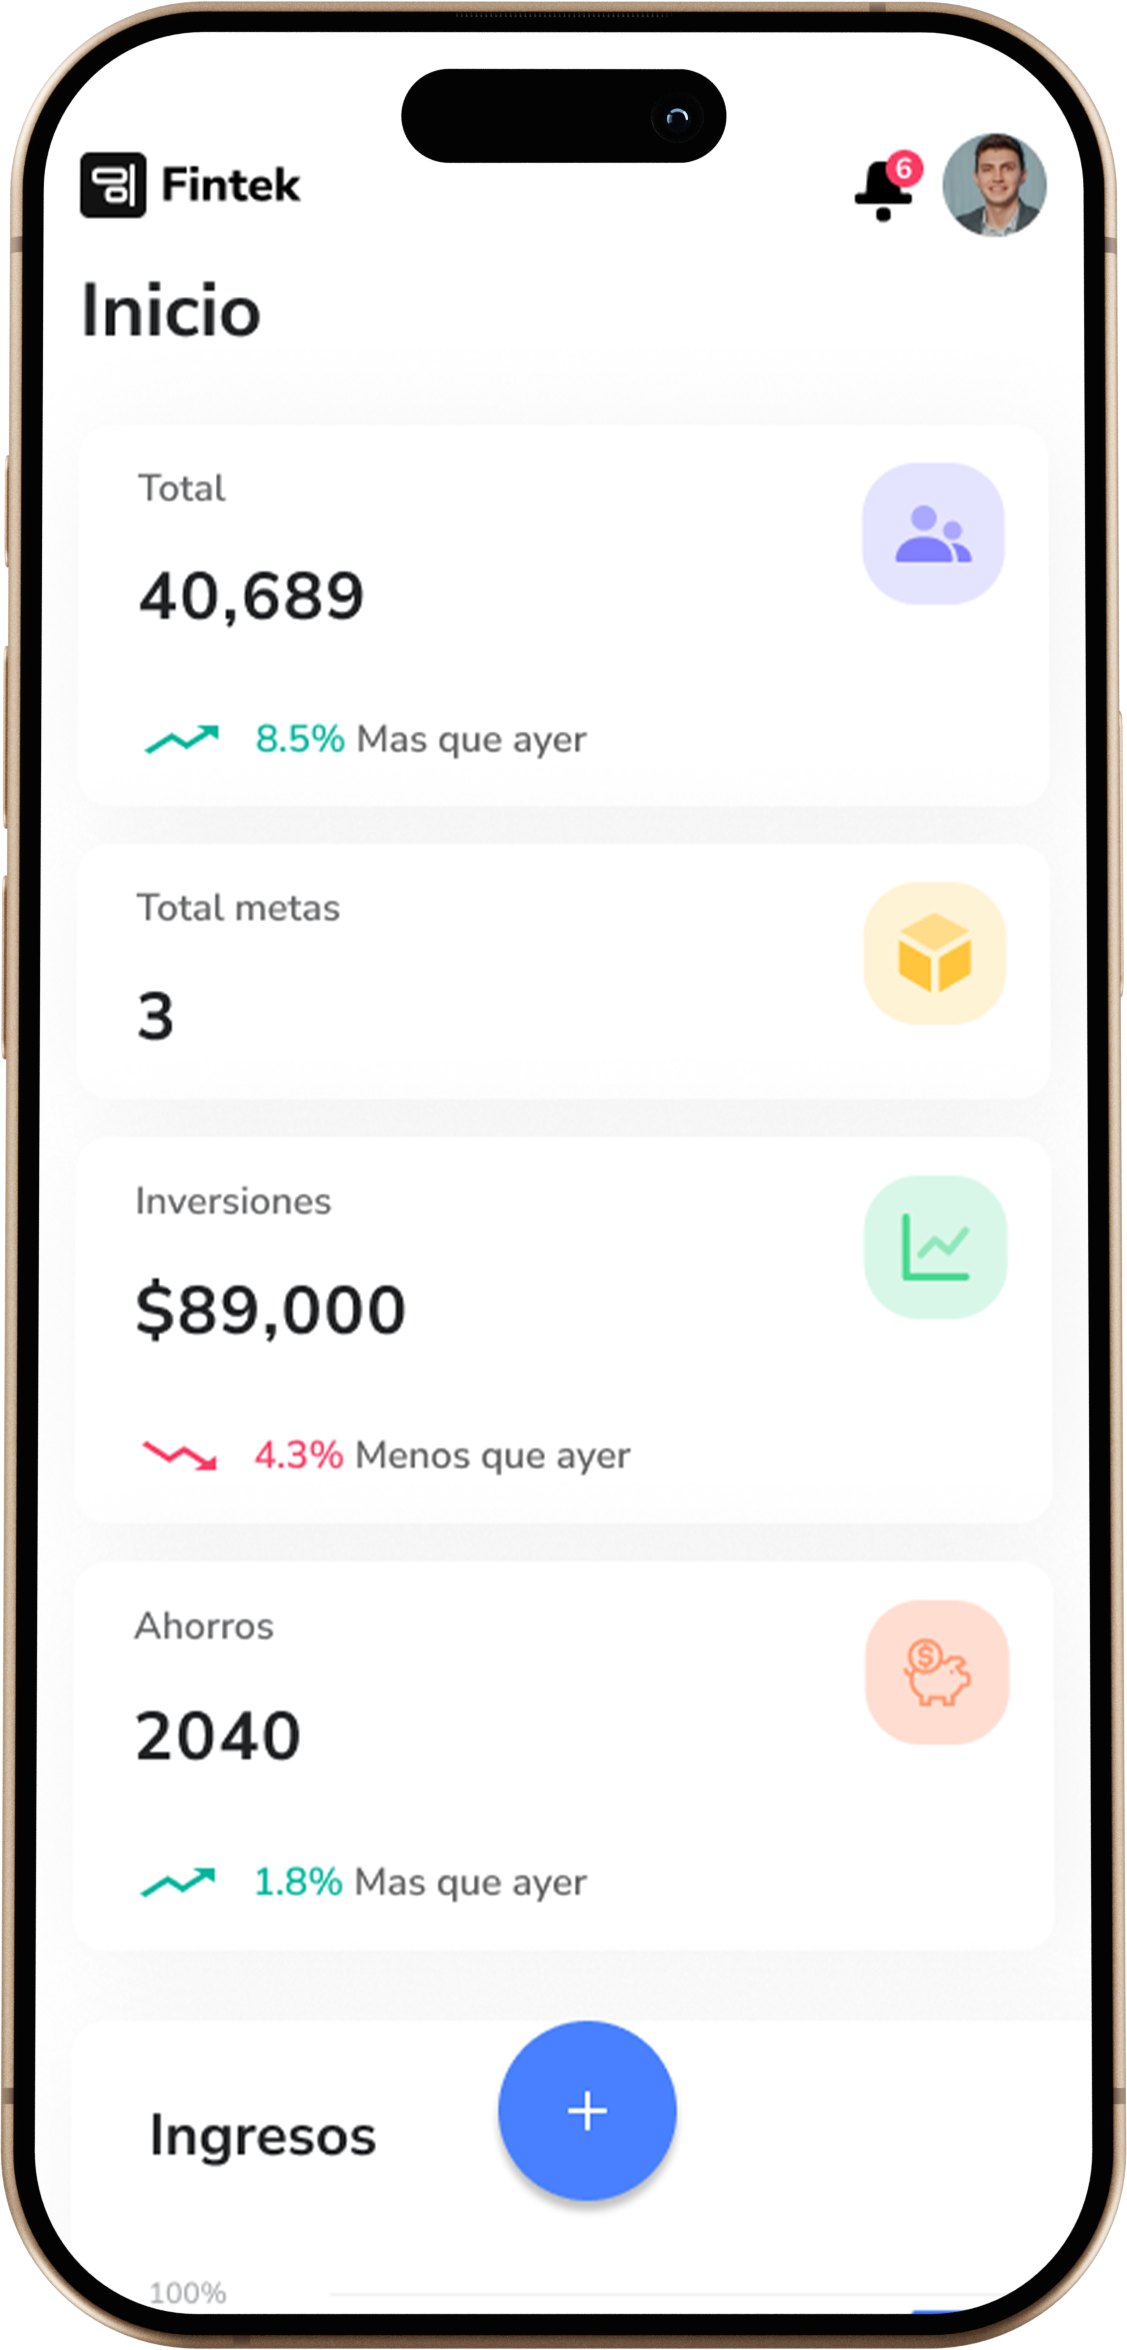 Fintek
6
Inicio
Total
40,689
8.5% Mas que ayer
Total metas
3
Inversiones
$89,000
4.3% Menos que ayer
Ahorros
$
2040
1.8% Mas que ayer
Ingresos
+
100%